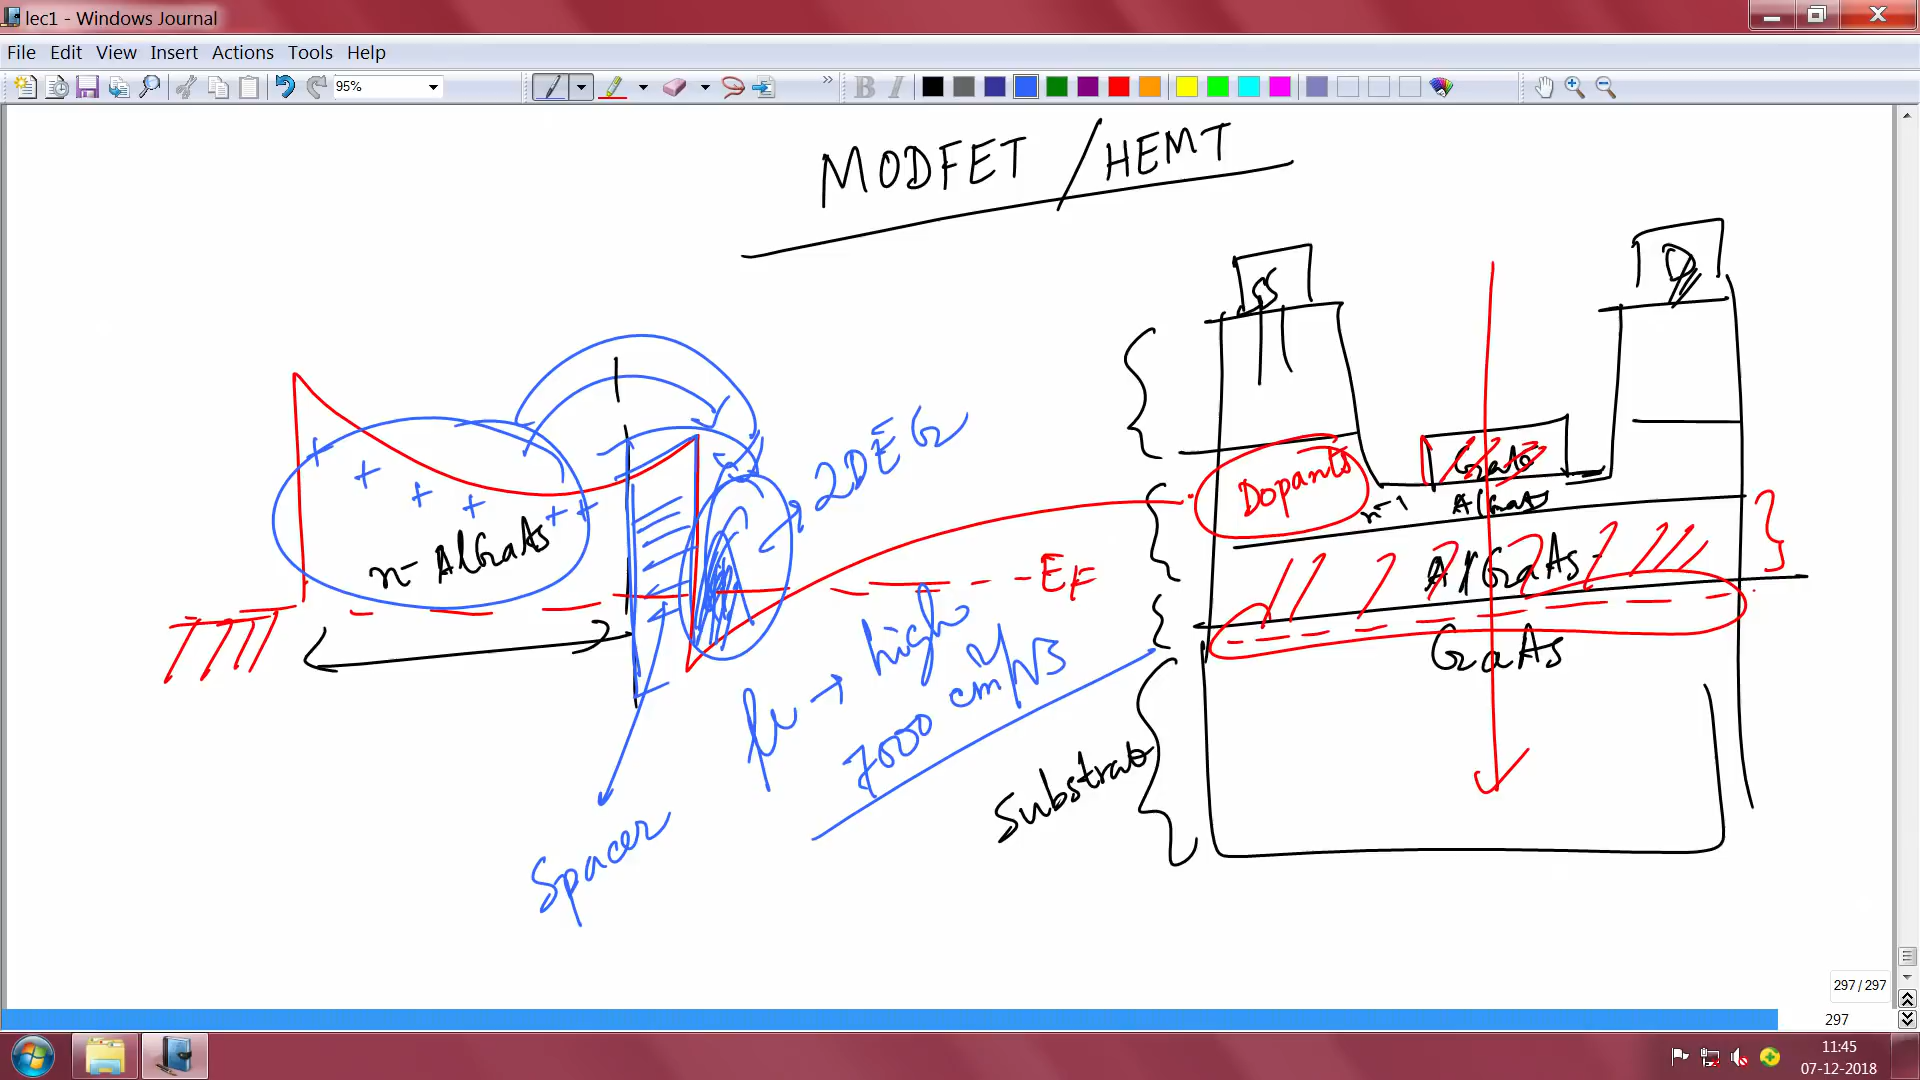 lec1 - Windows Journal
File Edit View Insert Actions Tools Help
95%
MODFET / HEMT
S
D
Dopants
n-
Gate
AlGaAs
AlGaAs
GaAs
Substrate
n-AlGaAs
2DEG
EF
μ → high
7000 cm²/VS
Spacer
297 / 297
297
11:45
07-12-2018